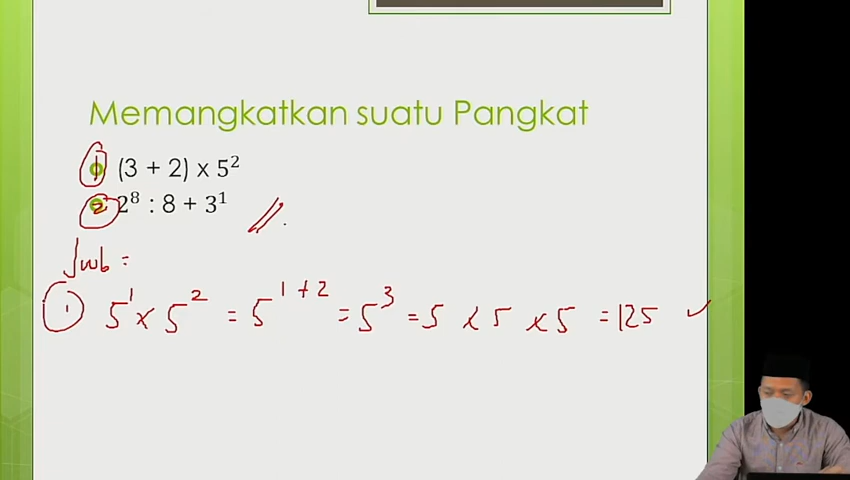 Memangkatkan suatu Pangkat
1 (3 + 2) x 5²
2 2⁸ : 8 + 3¹
Jwb =
1 5¹ x 5² = 5¹⁺² = 5³ = 5 x 5 x 5 = 125 ✓